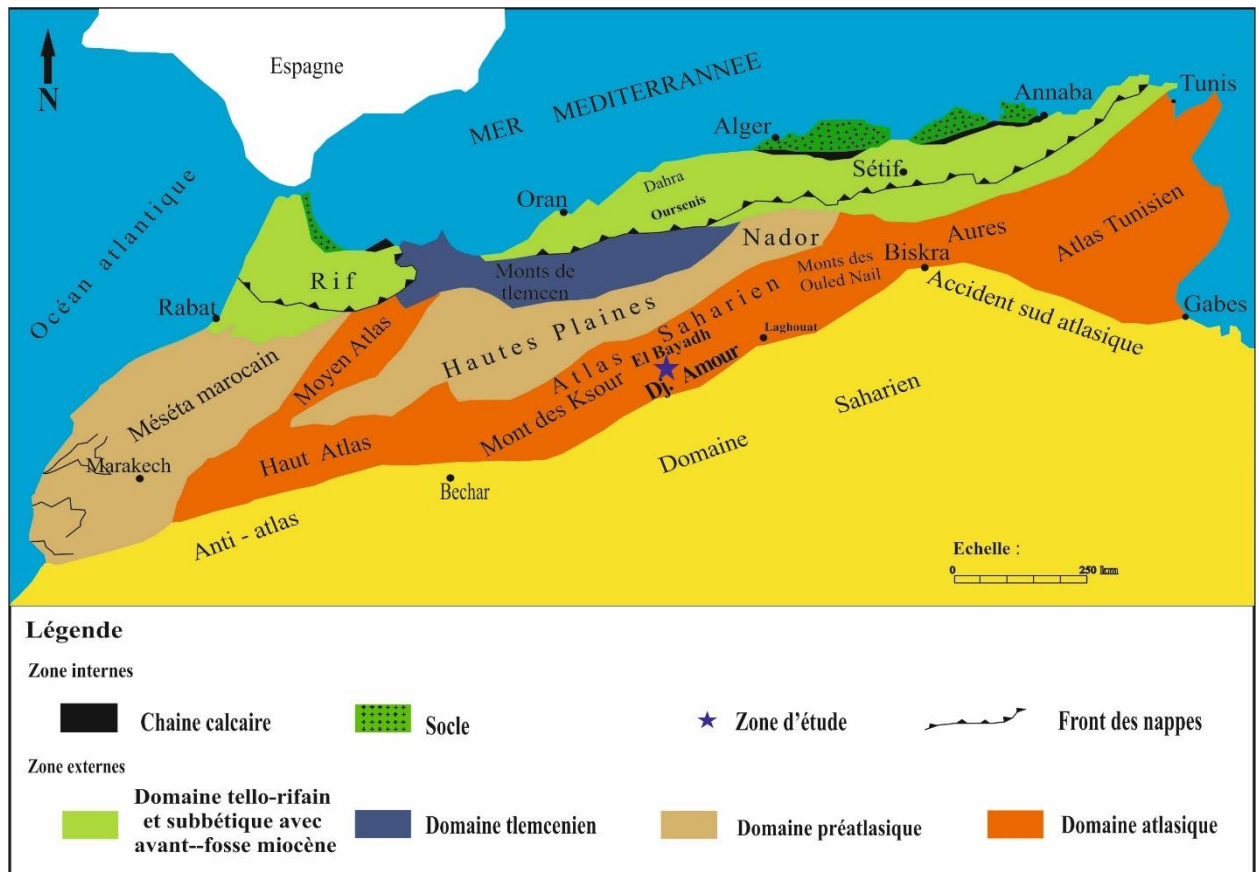 N
Espagne
MER MEDITERRANNEE
Océan atlantique
Tunis
Annaba
Alger
Sétif
Dahra
Oran
Oursenis
Nador
Aures
Atlas Tunisien
Rif
Monts de
tlemcen
Monts des
Ouled Nail
Biskra
Rabat
Accident sud atlasique
Gabes
Moyen Atlas
Hautes Plaines
Atlas Saharien
Laghouat
El Bayadh
Dj. Amour
Méséta marocain
Mont des Ksour
Saharien
Domaine
Haut Atlas
Marakech
Bechar
Anti - atlas
Echelle :
0 250 km
Légende
Zone internes
Chaine calcaire
Socle
Zone d'étude
Front des nappes
Zone externes
Domaine tello-rifain
et subbétique avec
avant--fosse miocène
Domaine tlemcenien
Domaine préatlasique
Domaine atlasique